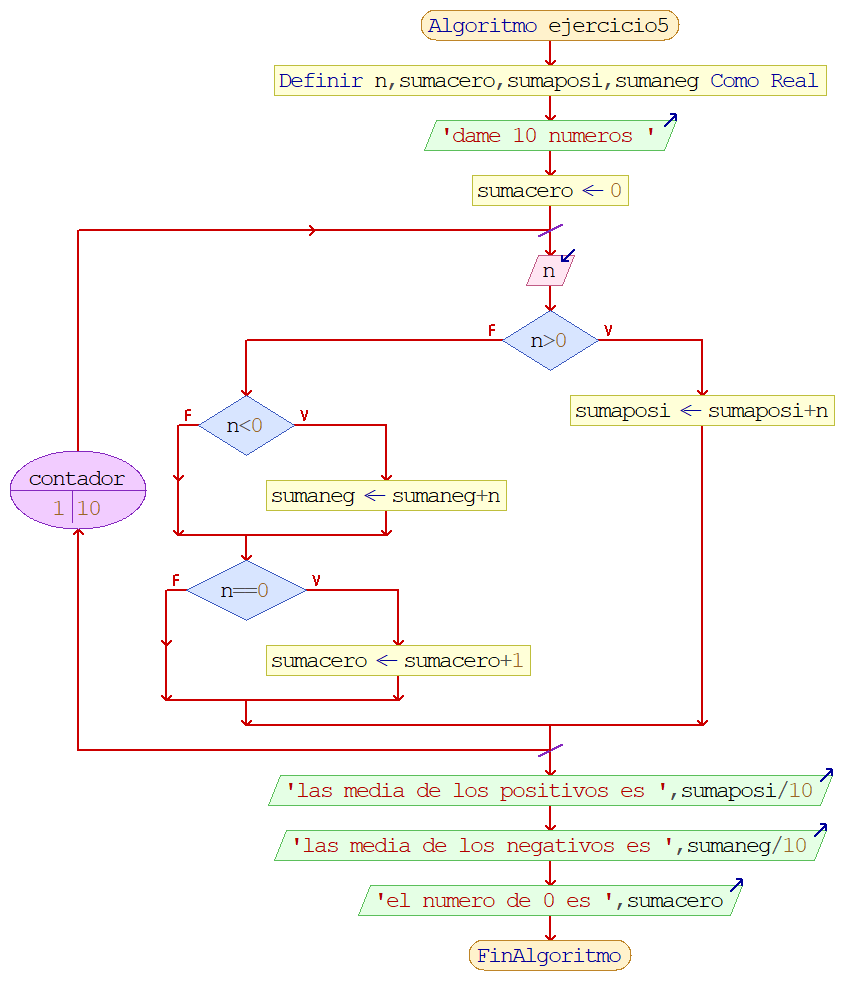 Algoritmo ejercicio5
Definir n,sumacero,sumaposi,sumaneg Como Real
'dame 10 numeros '
sumacero ← 0
n
n>0
F
V
sumaposi ← sumaposi+n
n<0
F
V
sumaneg ← sumaneg+n
contador
1 10
n==0
F
V
sumacero ← sumacero+1
'las media de los positivos es ',sumaposi/10
'las media de los negativos es ',sumaneg/10
'el numero de 0 es ',sumacero
FinAlgoritmo